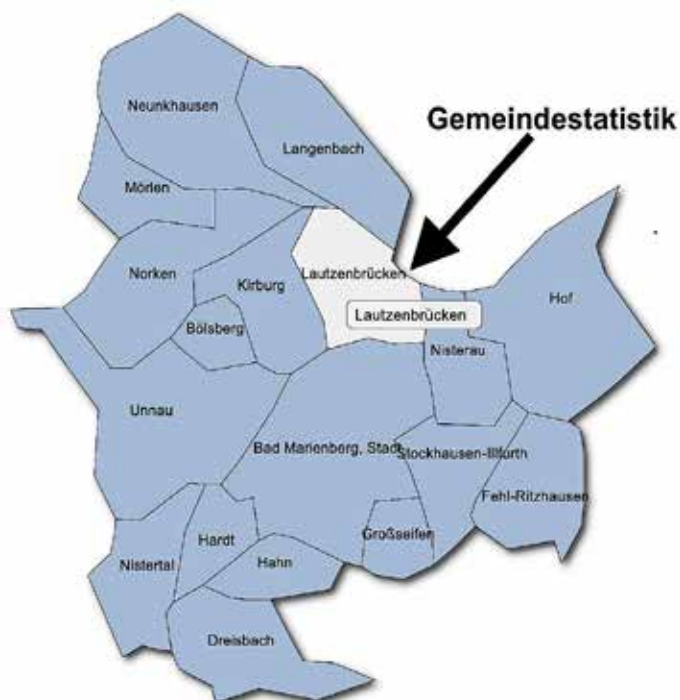 Neunkhausen
Gemeindestatistik
Langenbach
Mörlen
Norken
Kirburg
Lautzenbrücken
Hof
Lautzenbrücken
Bölsberg
Nisterau
Unnau
Bad Marienberg, Stadt
Stockhausen-Illfurth
Fehl-Ritzhausen
Großseifen
Hardt
Hahn
Nistertal
Dreisbach